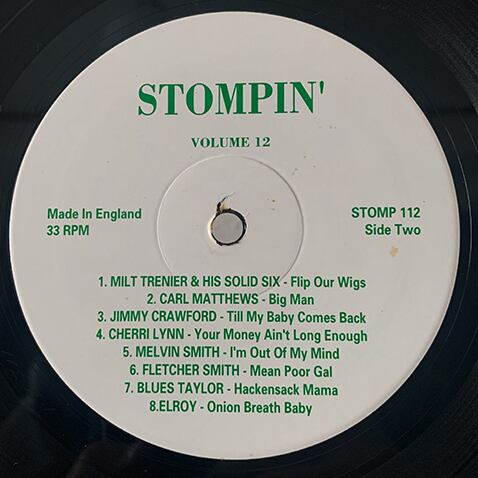 STOMPIN'
VOLUME 12
Made In England
33 RPM
STOMP 112
Side Two
1. MILT TRENIER & HIS SOLID SIX - Flip Our Wigs
2. CARL MATTHEWS - Big Man
3. JIMMY CRAWFORD - Till My Baby Comes Back
4. CHERRI LYNN - Your Money Ain't Long Enough
5. MELVIN SMITH - I'm Out Of My Mind
6. FLETCHER SMITH - Mean Poor Gal
7. BLUES TAYLOR - Hackensack Mama
8.ELROY - Onion Breath Baby